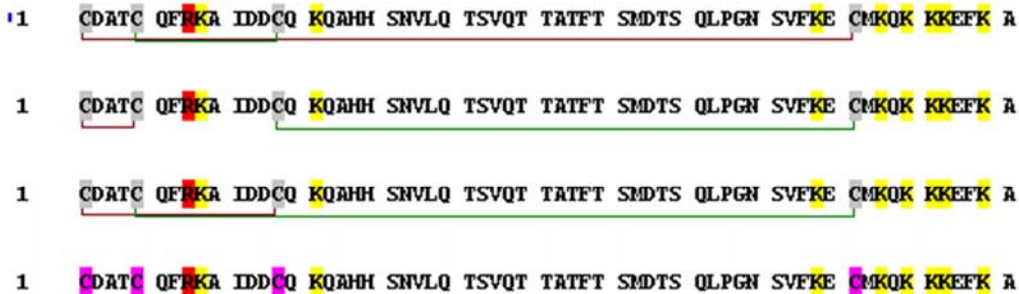 1 CDATC QFRKA IDDCQ KQAHH SNVLQ TSVQT TATFT SMDTS QLPGN SVFKE CMKQK KKEFK A
1 CDATC QFRKA IDDCQ KQAHH SNVLQ TSVQT TATFT SMDTS QLPGN SVFKE CMKQK KKEFK A
1 CDATC QFRKA IDDCQ KQAHH SNVLQ TSVQT TATFT SMDTS QLPGN SVFKE CMKQK KKEFK A
1 CDATC QFRKA IDDCQ KQAHH SNVLQ TSVQT TATFT SMDTS QLPGN SVFKE CMKQK KKEFK A